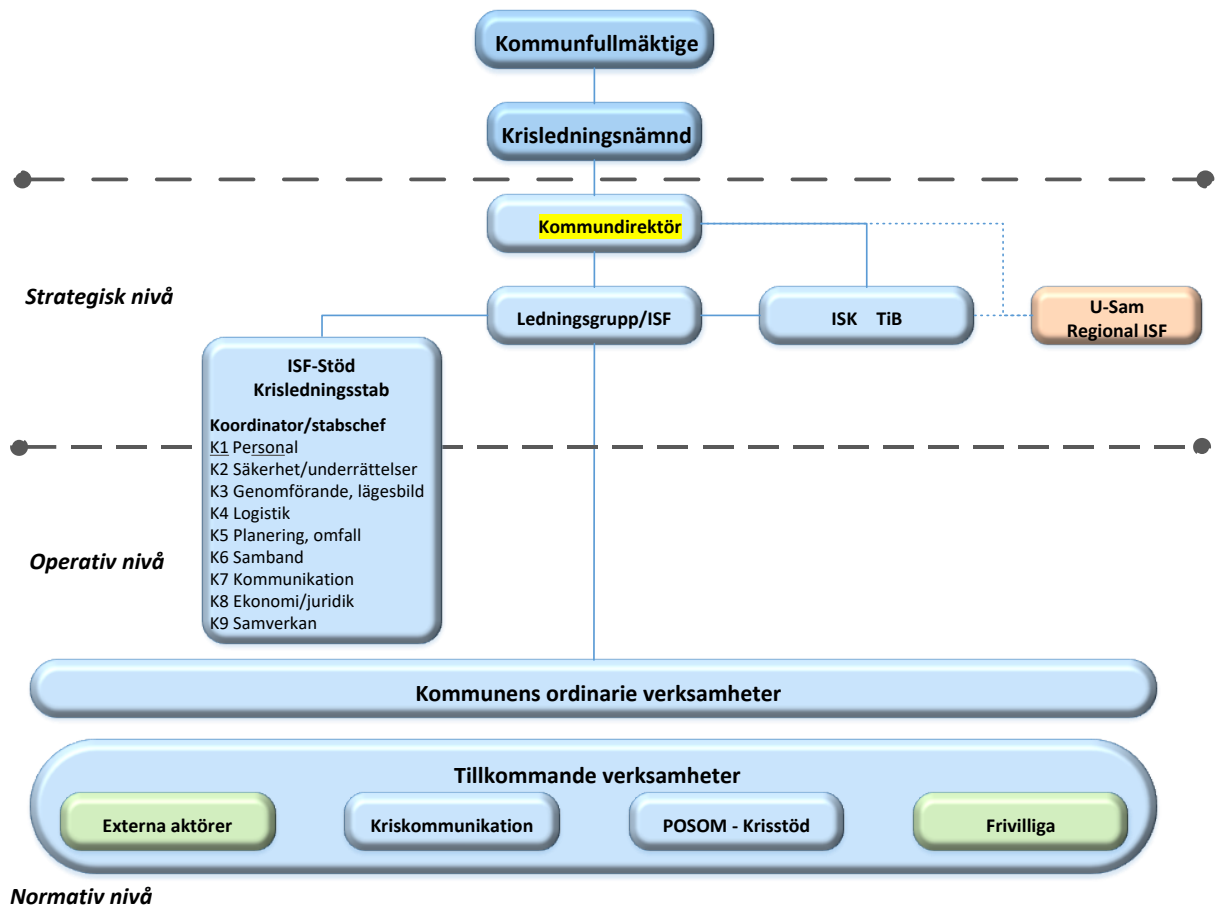 Kommunfullmäktige
Krisledningsnämnd
Kommundirektör
Strategisk nivå
Ledningsgrupp/ISF
ISK TiB
U-Sam
Regional ISF
ISF-Stöd
Krisledningsstab
Koordinator/stabschef
K1 Personal
K2 Säkerhet/underrättelser
K3 Genomförande, lägesbild
K4 Logistik
K5 Planering, omfall
K6 Samband
K7 Kommunikation
K8 Ekonomi/juridik
K9 Samverkan
Operativ nivå
Kommunens ordinarie verksamheter
Tillkommande verksamheter
Externa aktörer
Kriskommunikation
POSOM - Krisstöd
Frivilliga
Normativ nivå